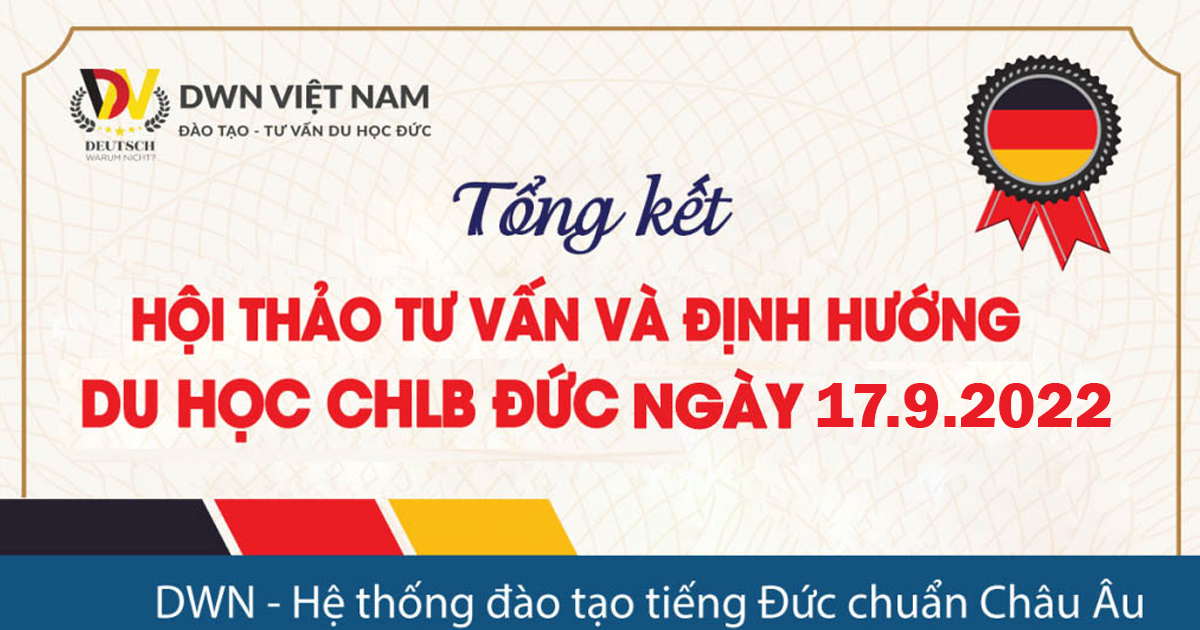 DWN VIỆT NAM
ĐÀO TẠO - TƯ VẤN DU HỌC ĐỨC
DEUTSCH
WARUM NICHT?
Tổng kết
HỘI THẢO TƯ VẤN VÀ ĐỊNH HƯỚNG
DU HỌC CHLB ĐỨC NGÀY 17.9.2022
DWN - Hệ thống đào tạo tiếng Đức chuẩn Châu Âu